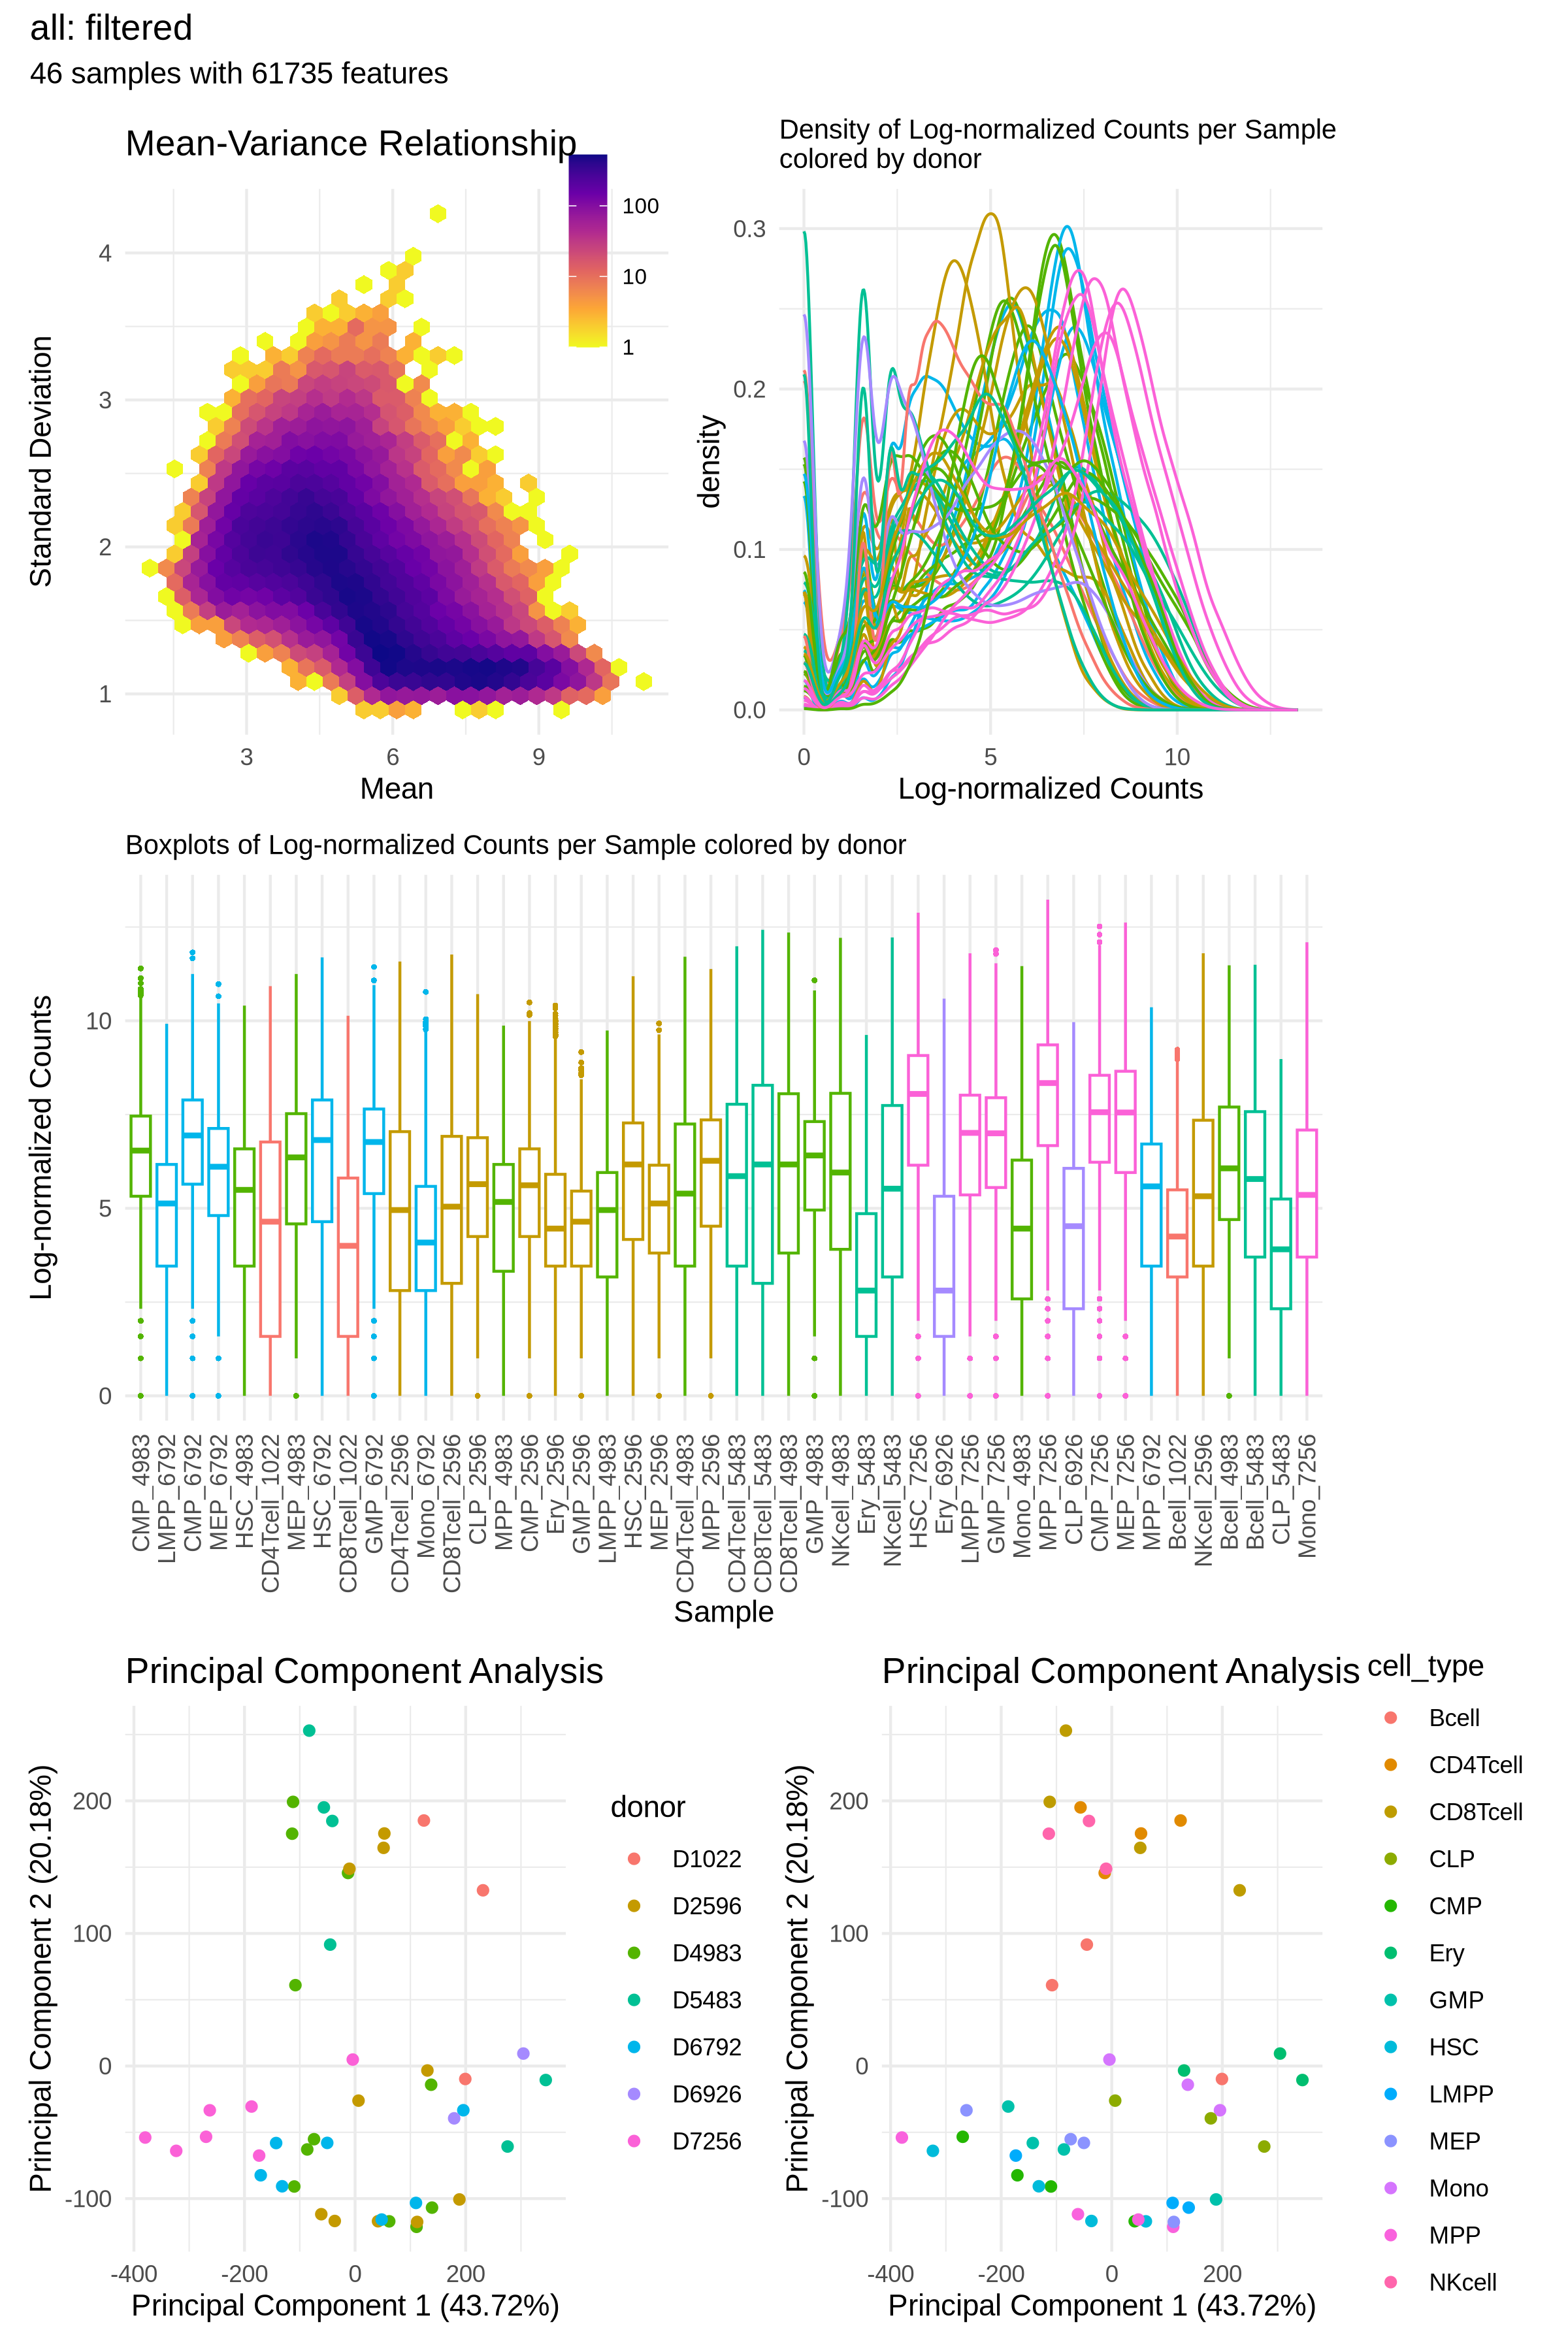 all: filtered
46 samples with 61735 features
Mean-Variance Relationship
100
10
1
4
3
2
1
3 6 9
Standard Deviation
Mean
Density of Log-normalized Counts per Sample
colored by donor
0.3
0.2
0.1
0.0
0 5 10
density
Log-normalized Counts
Boxplots of Log-normalized Counts per Sample colored by donor
10
5
0
Log-normalized Counts
CMP_4983
LMPP_6792
CMP_6792
MEP_6792
HSC_4983
CD4Tcell_1022
MEP_4983
HSC_6792
CD8Tcell_1022
GMP_6792
CD4Tcell_2596
Mono_6792
CD8Tcell_2596
CLP_2596
MPP_4983
CMP_2596
Ery_2596
GMP_2596
LMPP_4983
HSC_2596
MEP_2596
CD4Tcell_4983
MPP_2596
CD4Tcell_5483
CD8Tcell_5483
CD8Tcell_4983
GMP_4983
NKcell_4983
Ery_5483
NKcell_5483
HSC_7256
Ery_6926
LMPP_7256
GMP_7256
Mono_4983
MPP_7256
CLP_6926
CMP_7256
MEP_7256
MPP_6792
Bcell_1022
NKcell_2596
Bcell_4983
Bcell_5483
CLP_5483
Mono_7256
Sample
Principal Component Analysis
200
100
0
-100
-400 -200 0 200
Principal Component 2 (20.18%)
Principal Component 1 (43.72%)
donor
D1022
D2596
D4983
D5483
D6792
D6926
D7256
Principal Component Analysis
200
100
0
-100
-400 -200 0 200
Principal Component 2 (20.18%)
Principal Component 1 (43.72%)
cell_type
Bcell
CD4Tcell
CD8Tcell
CLP
CMP
Ery
GMP
HSC
LMPP
MEP
Mono
MPP
NKcell